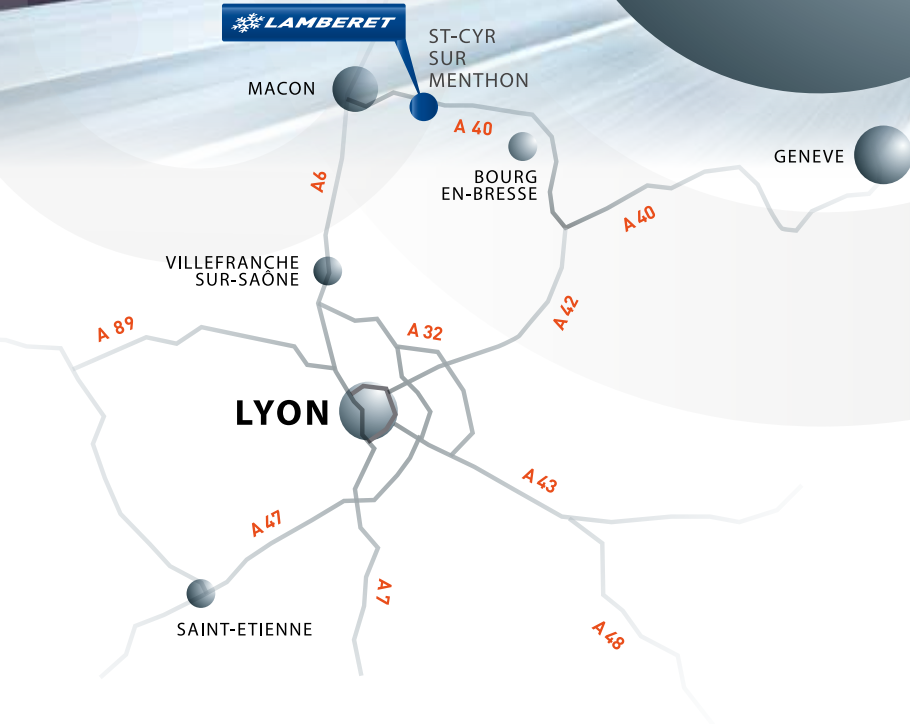 LAMBERET
ST-CYR
SUR
MENTHON
MACON
A 40
BOURG
EN-BRESSE
GENEVE
A6
A 40
VILLEFRANCHE
SUR-SAÔNE
A 42
A 89
A 32
LYON
A 43
A 47
A 7
SAINT-ETIENNE
A 48